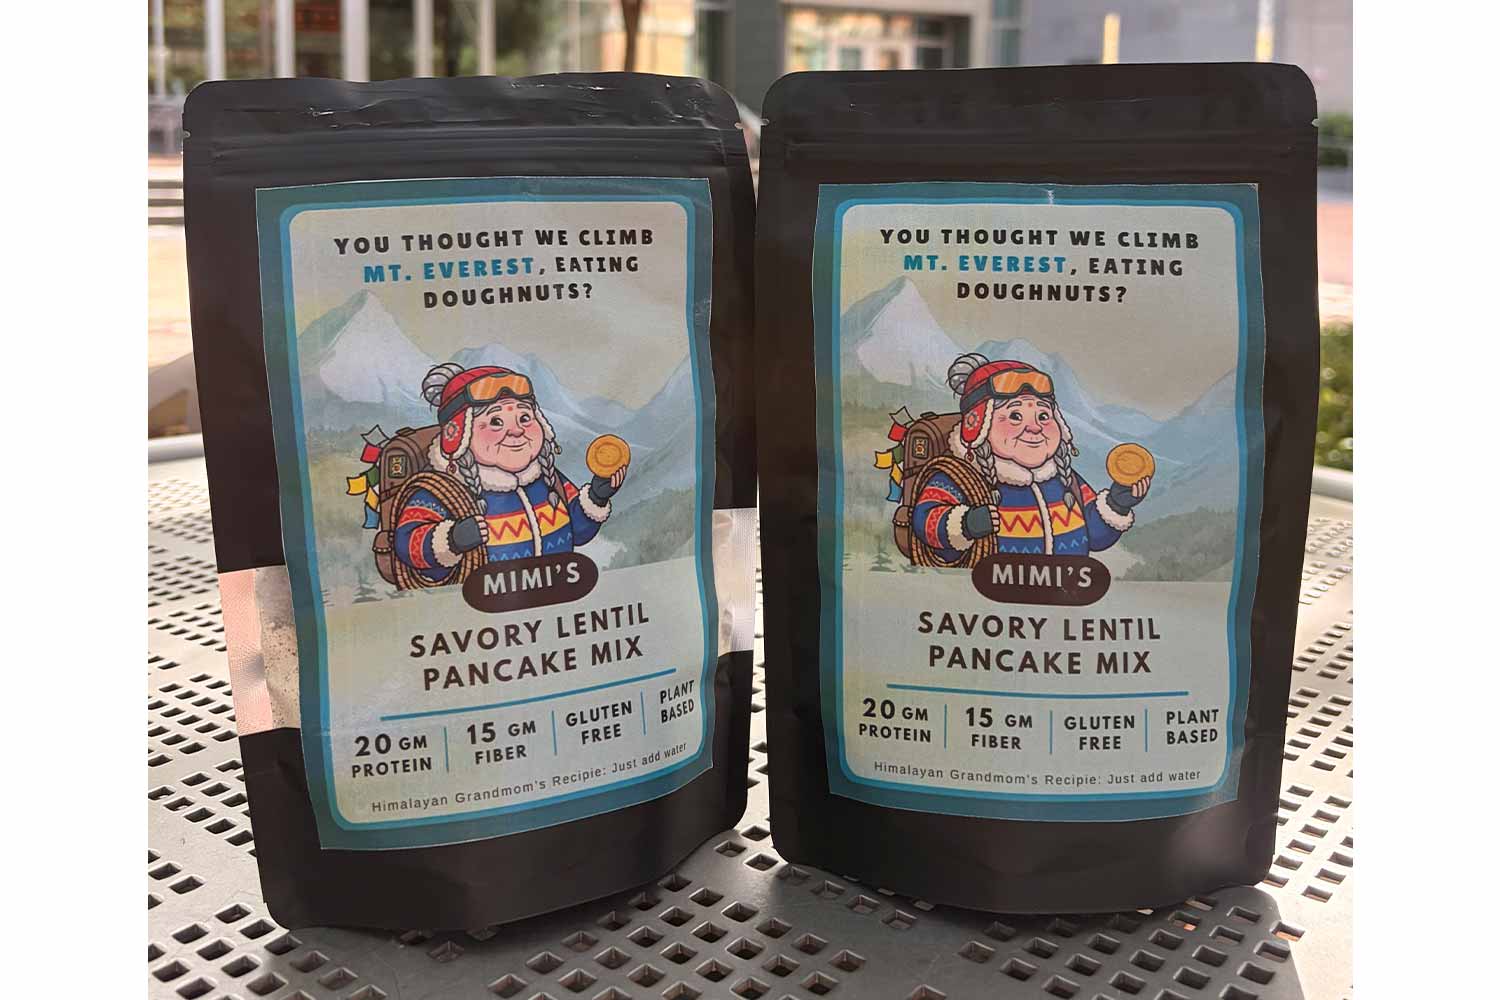 YOU THOUGHT WE CLIMB
MT. EVEREST, EATING
DOUGHNUTS?
MIMI'S
SAVORY LENTIL
PANCAKE MIX
20 GM
PROTEIN
15 GM
FIBER
GLUTEN
FREE
PLANT
BASED
Himalayan Grandmom's Recipie: Just add water
YOU THOUGHT WE CLIMB
MT. EVEREST, EATING
DOUGHNUTS?
MIMI'S
SAVORY LENTIL
PANCAKE MIX
20 GM
PROTEIN
15 GM
FIBER
GLUTEN
FREE
PLANT
BASED
Himalayan Grandmom's Recipie: Just add water